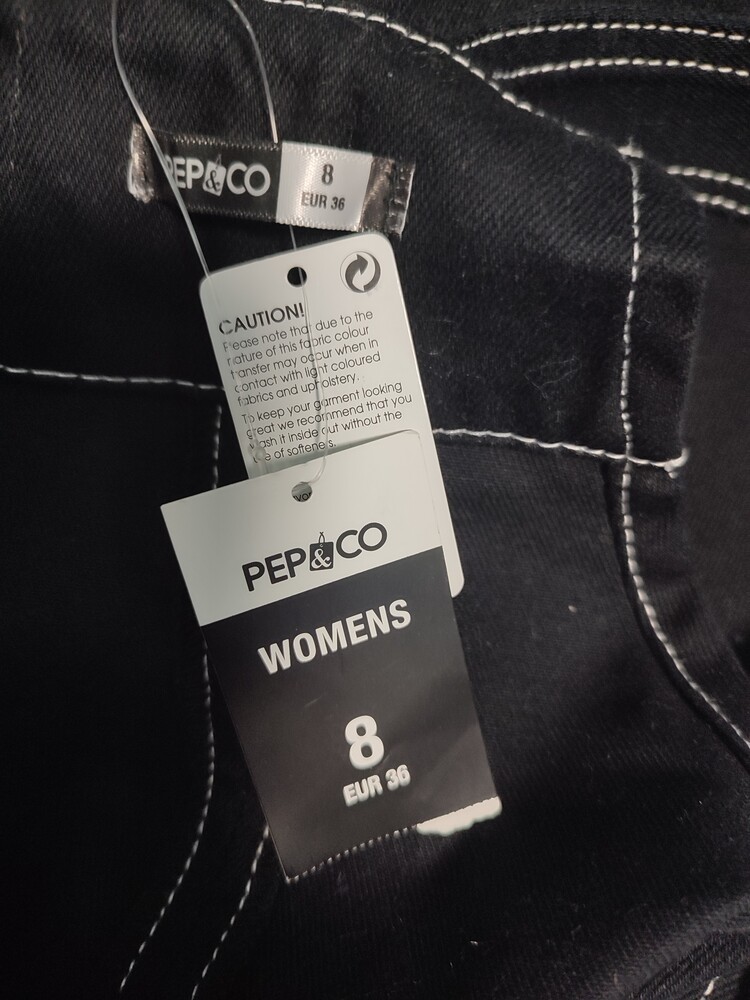 PEP&CO
8
EUR 36
CAUTION!
Please note that due to the
nature of this fabric colour
transfer may occur when in
contact with light coloured
fabrics and upholstery.
To keep your garment looking
great we recommend that you
wash it inside out without the
use of softeners.
PEP&CO
WOMENS
8
EUR 36